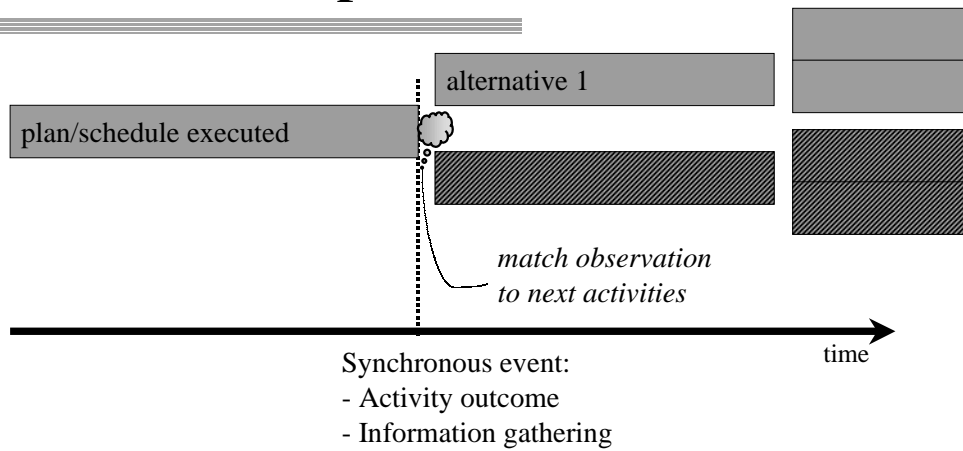 alternative 1
plan/schedule executed
match observation
to next activities
time
Synchronous event:
- Activity outcome
- Information gathering